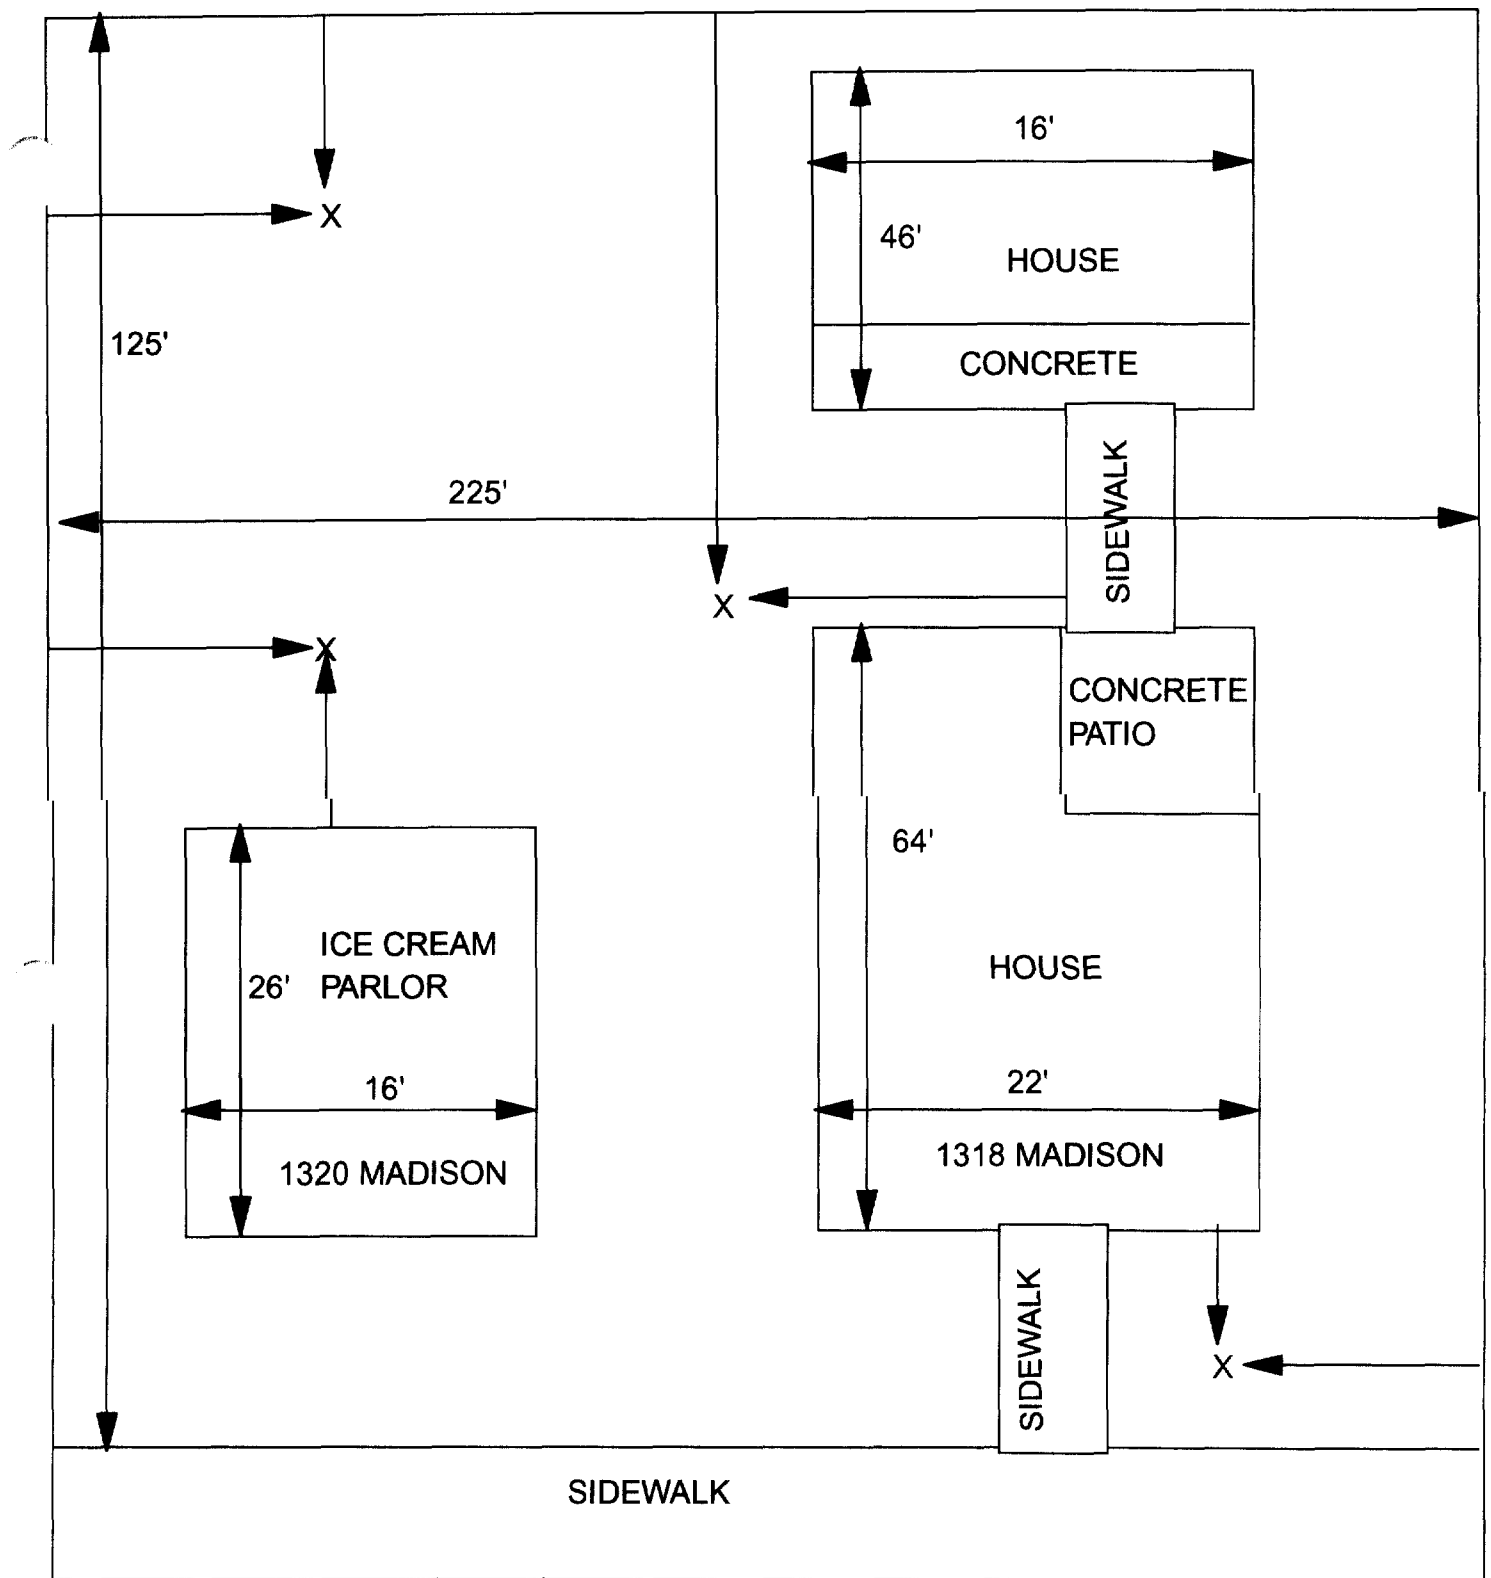 16'
46'
HOUSE
125'
CONCRETE
225'
SIDEWALK
X
X
X
CONCRETE
PATIO
64'
ICE CREAM
PARLOR
26'
HOUSE
16'
22'
1320 MADISON
1318 MADISON
SIDEWALK
X
SIDEWALK